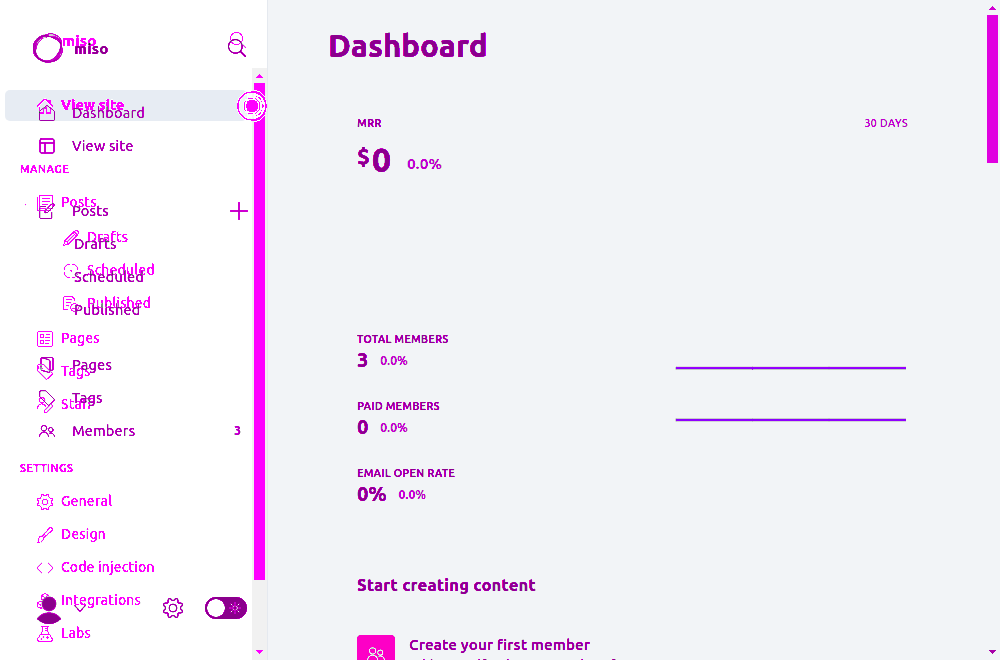 miso
miso
View site
Dashboard
View site
MANAGE
Posts
Posts
Drafts
Drafts
Scheduled
Scheduled
Published
Published
Pages
Pages
Tags
Tags
Staff
Members 3
SETTINGS
General
Design
Code injection
Integrations
Labs
Dashboard
MRR 30 DAYS
$0 0.0%
TOTAL MEMBERS
3 0.0%
PAID MEMBERS
0 0.0%
EMAIL OPEN RATE
0% 0.0%
Start creating content
Create your first member